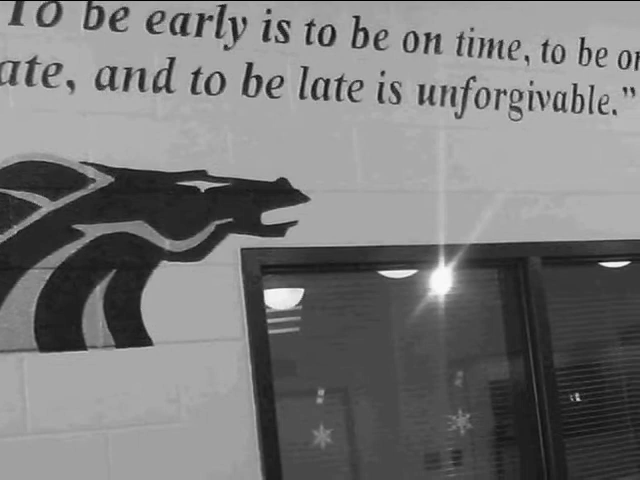 To be early is to be on time, to be
ate, and to be late is unforgivable.”